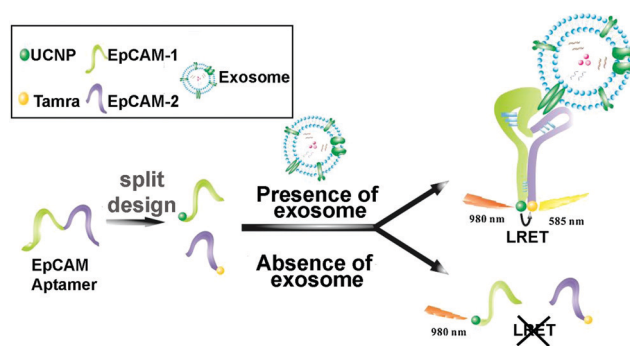 UCNP
EpCAM-1
Exosome
Tamra
EpCAM-2
split
design
Presence of
exosome
Absence of
exosome
EpCAM
Aptamer
980 nm
585 nm
LRET
980 nm
LRET